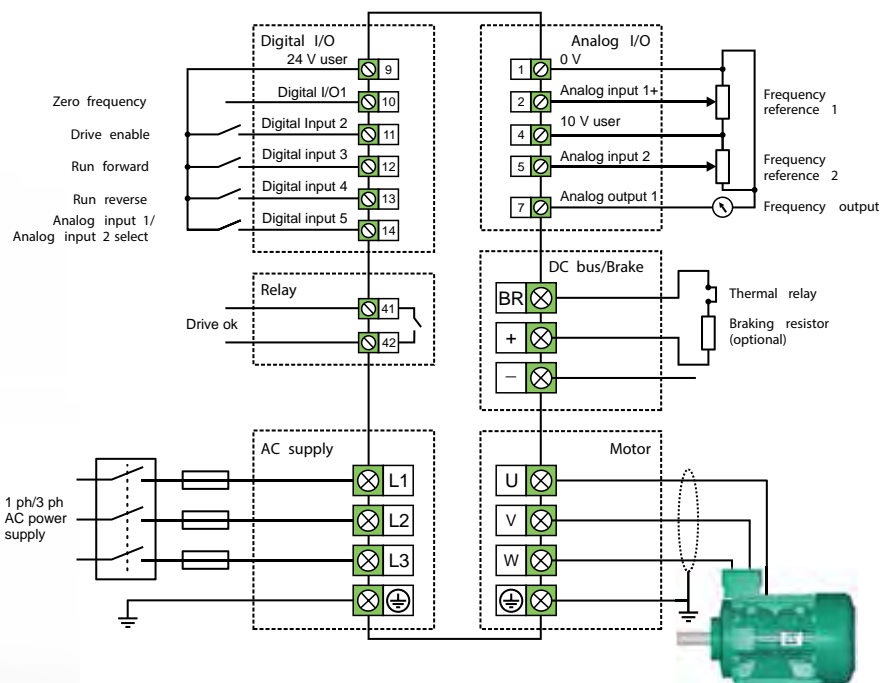 Digital I/O
24 V user
9
Zero frequency
Digital I/O1
10
Drive enable
Digital Input 2
11
Run forward
Digital input 3
12
Run reverse
Digital input 4
13
Analog input 1/
Analog input 2 select
Digital input 5
14
Analog I/O
1
0 V
2
Analog input 1+
Frequency
reference 1
4
10 V user
5
Analog input 2
Frequency
reference 2
7
Analog output 1
Frequency output
Relay
Drive ok
41
42
DC bus/Brake
BR
+
–
Thermal relay
Braking resistor
(optional)
AC supply
1 ph/3 ph
AC power
supply
L1
L2
L3
Motor
U
V
W